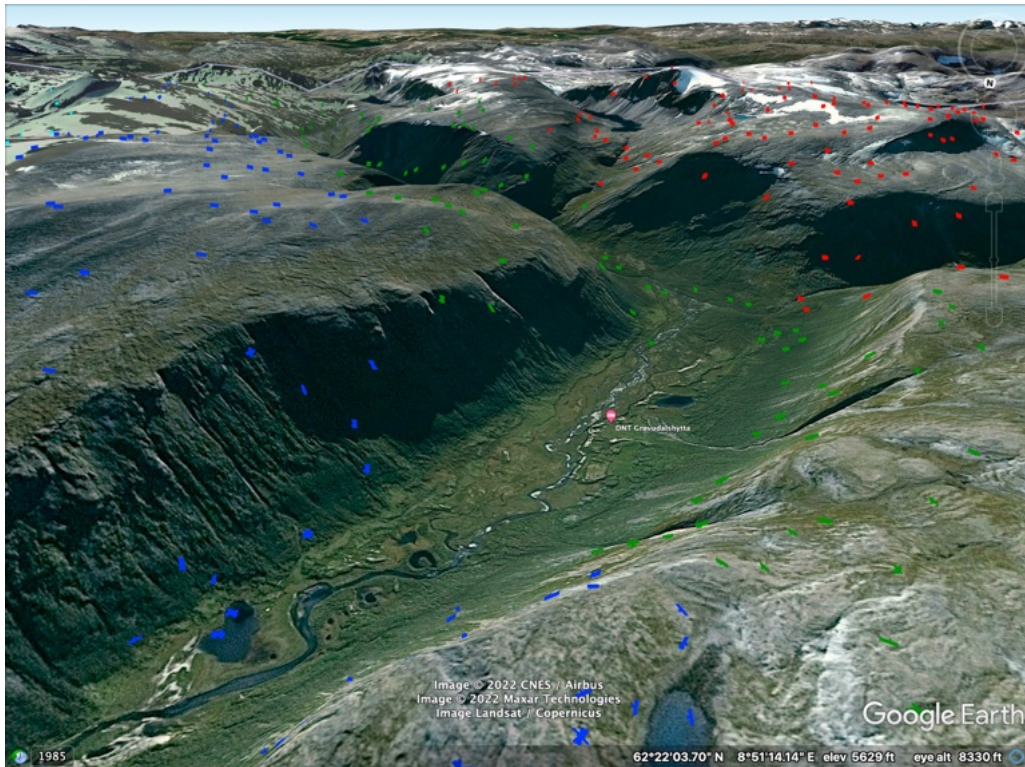 N
DNT Grøvudalshytta
Image © 2022 CNES / Airbus
Image © 2022 Maxar Technologies
Image Landsat / Copernicus
Google Earth
1985
62°22'03.70" N 8°51'14.14" E elev 5629 ft eye alt 8330 ft